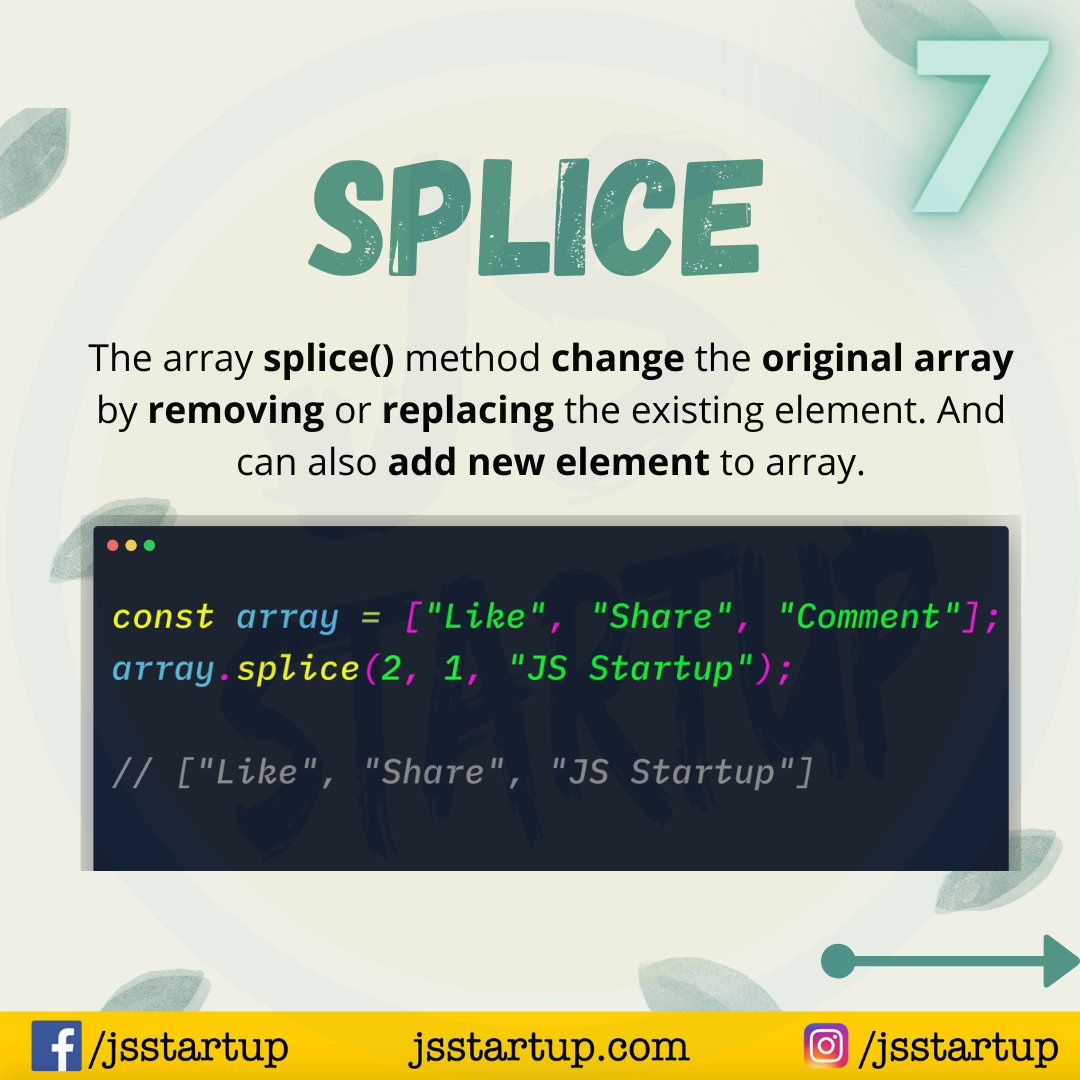 7
SPLICE
The array splice() method change the original array
by removing or replacing the existing element. And
can also add new element to array.
JS
STARTUP
const array = ["Like", "Share", "Comment"];
array.splice(2, 1, "JS Startup");
// ["Like", "Share", "JS Startup"]
/jsstartup
jsstartup.com
/jsstartup